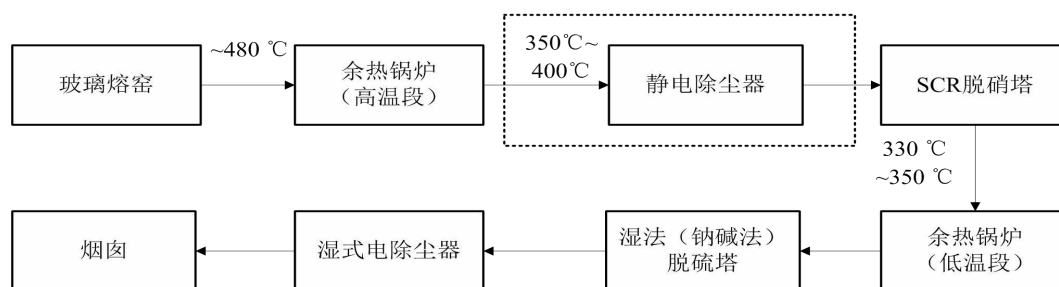 玻璃熔窑
~480 ℃
余热锅炉
（高温段）
350℃~
400℃
静电除尘器
SCR脱硝塔
330 ℃
~350 ℃
烟囱
湿式电除尘器
湿法（钠碱法）
脱硫塔
余热锅炉
（低温段）